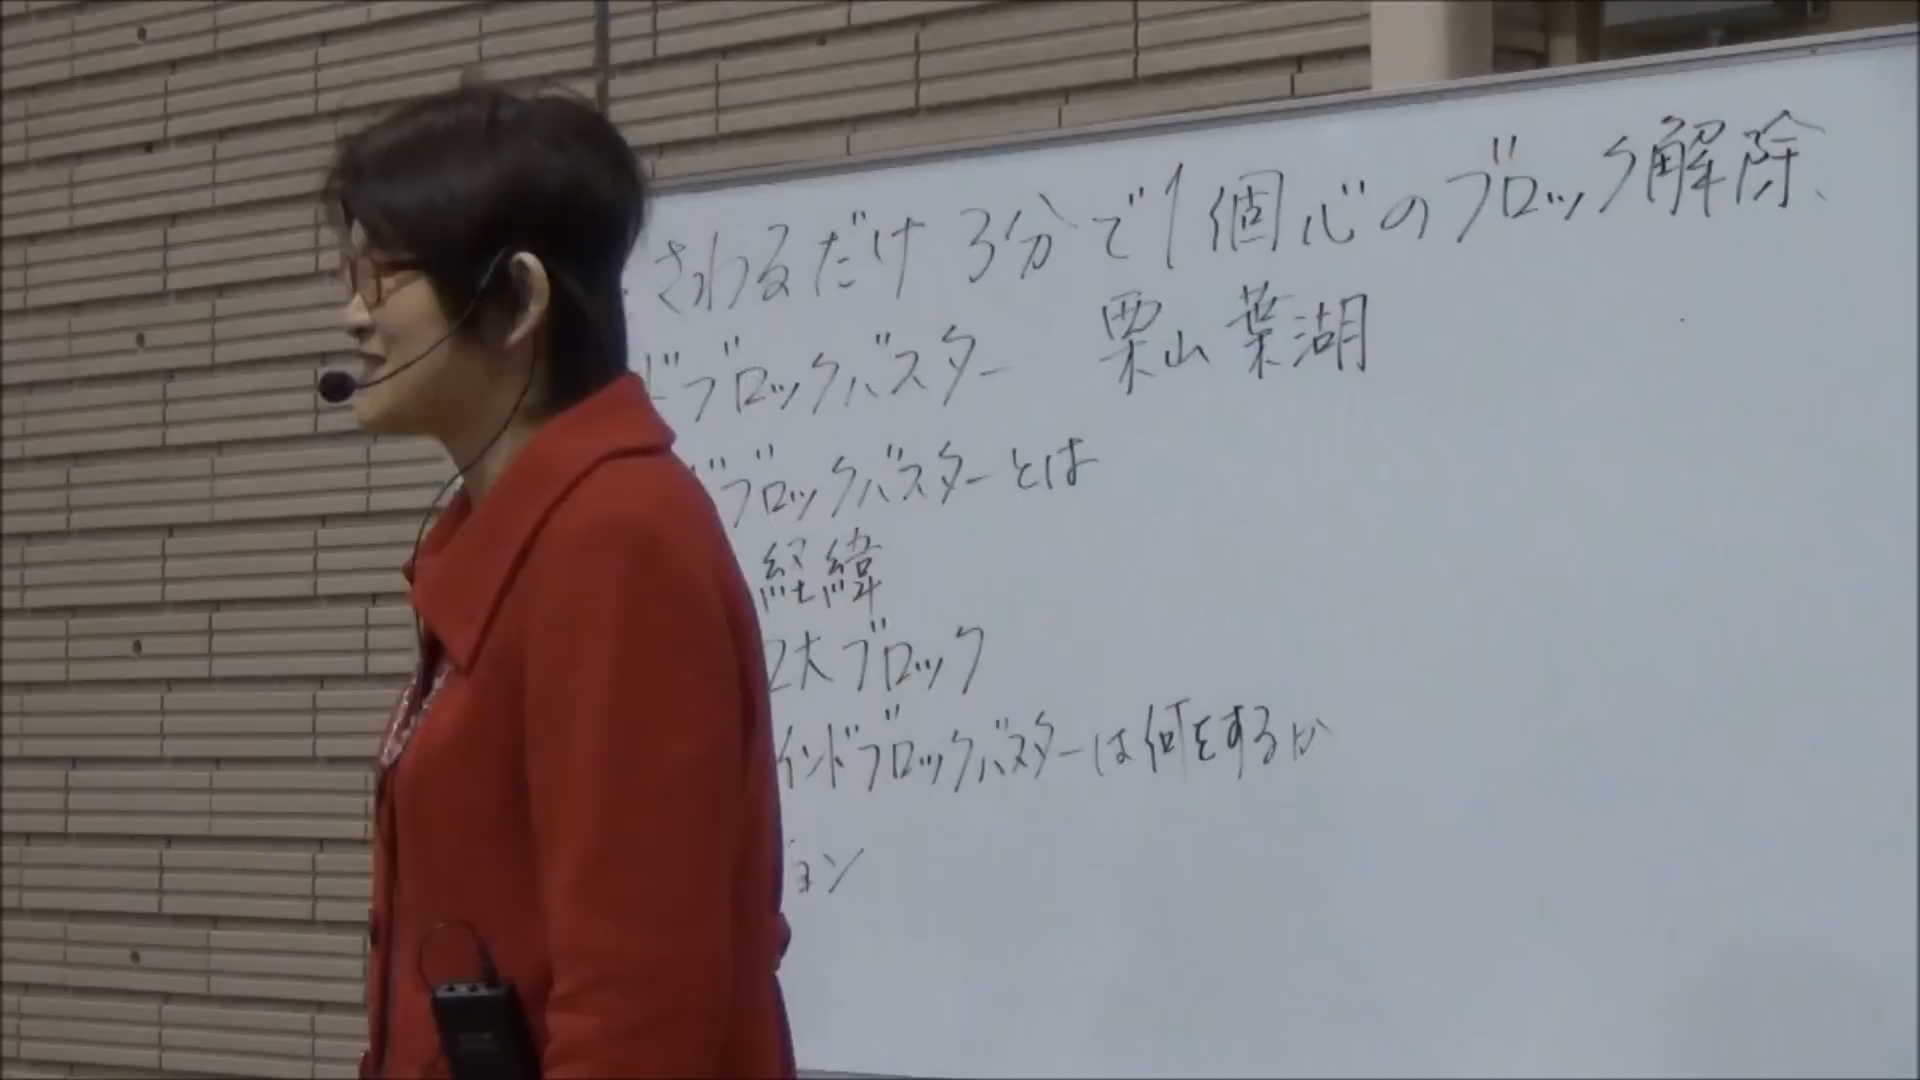 さわるだけ 3分で1個心のブロック解除、
ドブロックバスター 栗山葉湖
ドブロックバスターとは
経緯
2大ブロック
インドブロックバスターは何をするか
ョン